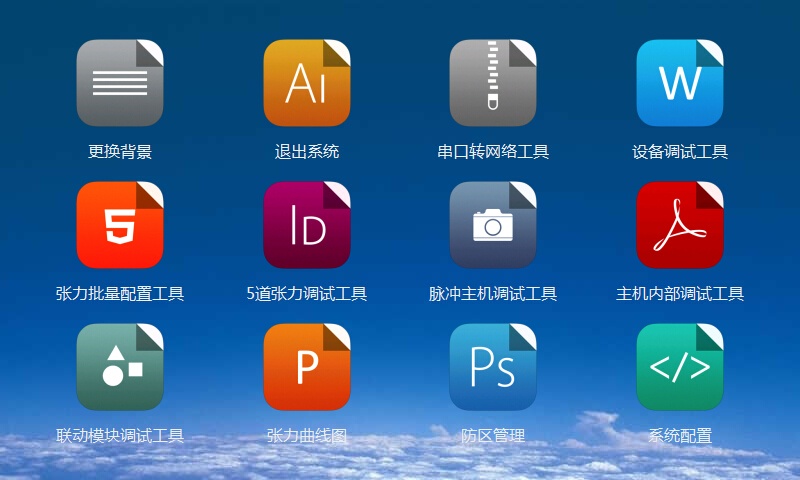 Ai
W
更换背景
退出系统
串口转网络工具
设备调试工具
5
ID
张力批量配置工具
5道张力调试工具
脉冲主机调试工具
主机内部调试工具
P
Ps
</>
联动模块调试工具
张力曲线图
防区管理
系统配置